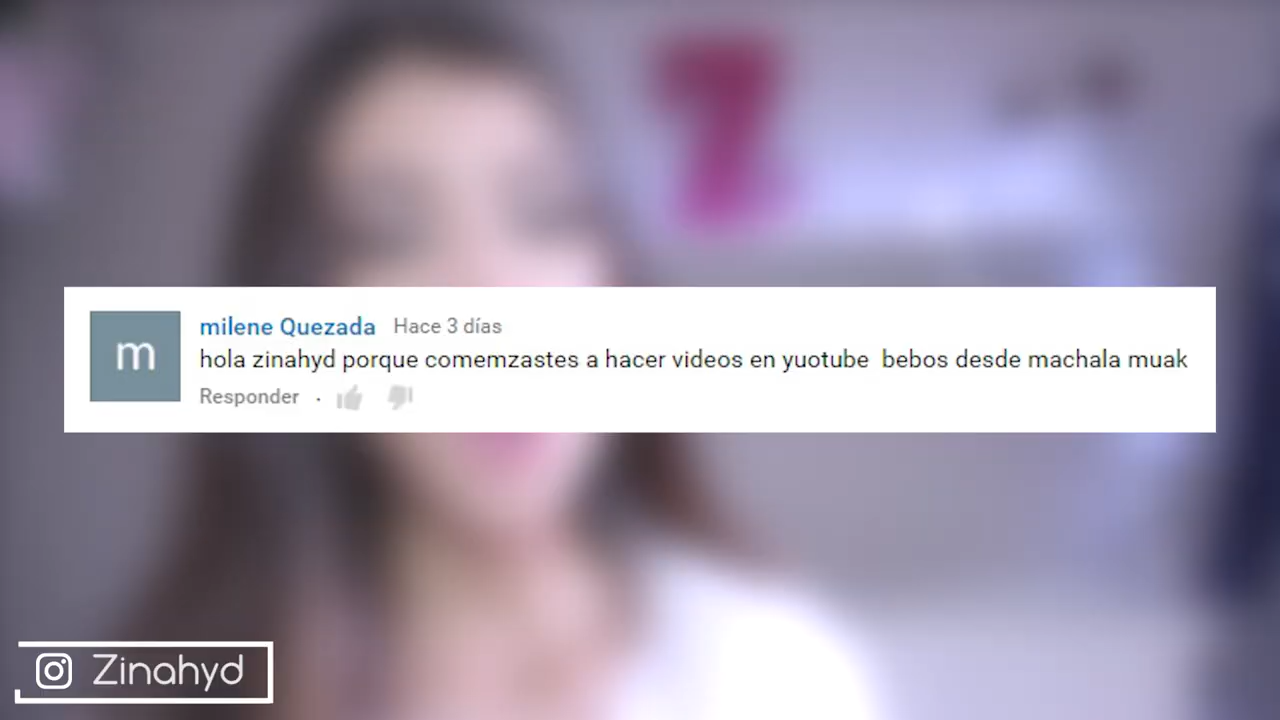 Z
milene Quezada Hace 3 días
m
hola zinahyd porque comemzastes a hacer videos en yuotube  bebos desde machala muak
Responder ·
Zinahyd